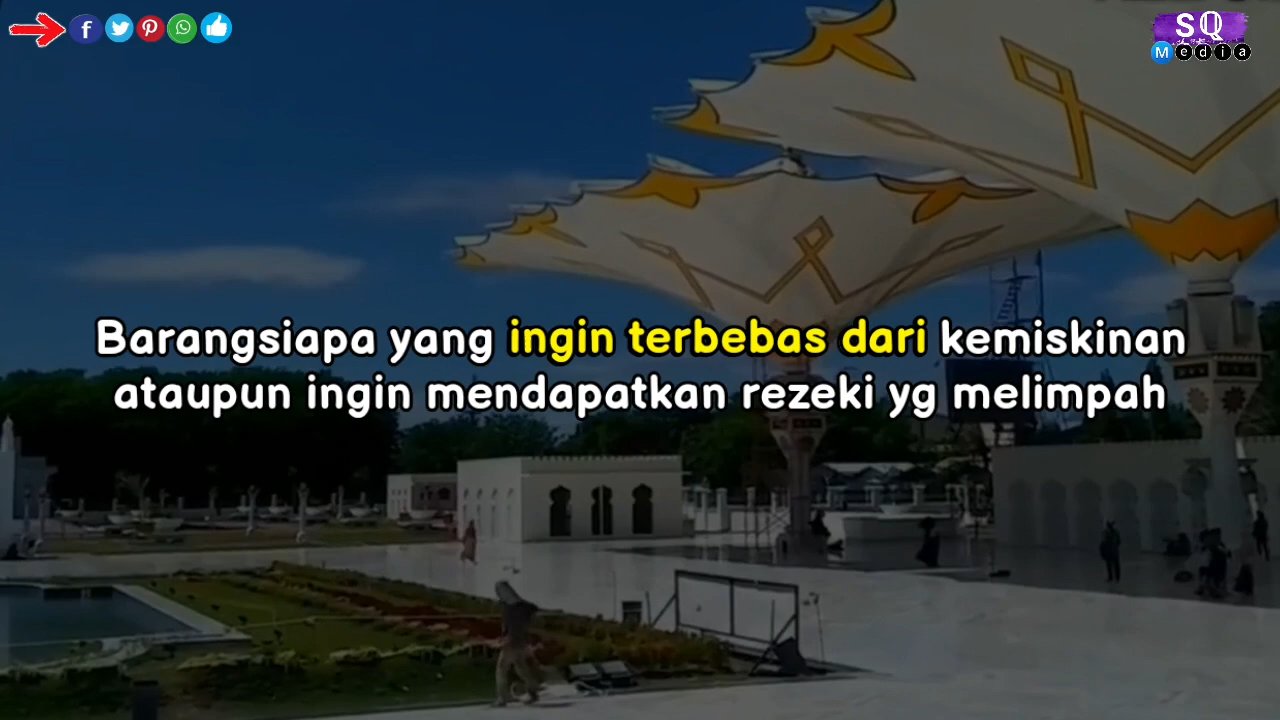 SQ
Media
Barangsiapa yang ingin terbebas dari kemiskinan
ataupun ingin mendapatkan rezeki yg melimpah